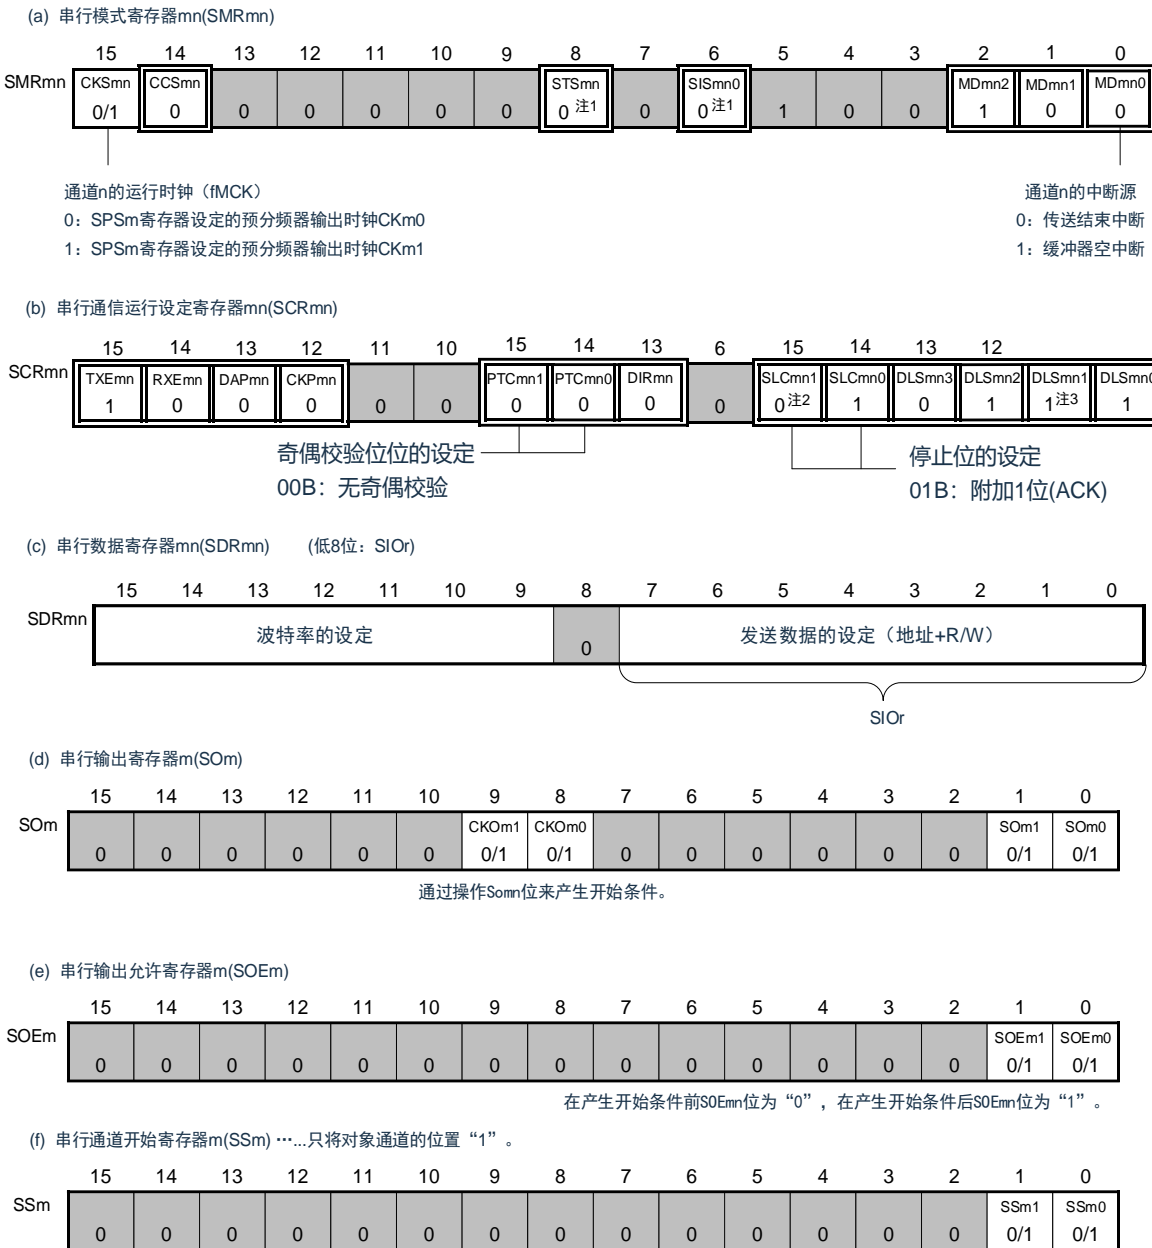 (a) 串行模式寄存器mn(SMRmn)
15 14 13 12 11 10 9 8 7 6 5 4 3 2 1 0
SMRmn CKSmn CCSmn STSmn SISmn0 MDmn2 MDmn1 MDmn0
0/1 0 0 0 0 0 0 0 注1 0 0 注1 1 0 0 1 0 0
通道n的运行时钟（fMCK） 通道n的中断源
0：SPSm寄存器设定的预分频器输出时钟CKm0 0：传送结束中断
1：SPSm寄存器设定的预分频器输出时钟CKm1 1：缓冲器空中断
(b) 串行通信运行设定寄存器mn(SCRmn)
15 14 13 12 11 10 15 14 13 6 15 14 13 12
SCRmn TXEmn RXEmn DAPmn CKPmn PTCmn1 PTCmn0 DIRmn SLCmn1 SLCmn0 DLSmn3 DLSmn2 DLSmn1 DLSmn0
1 0 0 0 0 0 0 0 0 0 0注2 1 0 1 1注3 1
奇偶校验位位的设定 停止位的设定
00B：无奇偶校验 01B：附加1位(ACK)
(c) 串行数据寄存器mn(SDRmn) (低8位：SIOr)
15 14 13 12 11 10 9 8 7 6 5 4 3 2 1 0
SDRmn 波特率的设定 0 发送数据的设定（地址+R/W）
SIOr
(d) 串行输出寄存器m(SOm)
15 14 13 12 11 10 9 8 7 6 5 4 3 2 1 0
SOm CKOm1 CKOm0 SOm1 SOm0
0 0 0 0 0 0 0/1 0/1 0 0 0 0 0 0 0/1 0/1
通过操作Somn位来产生开始条件。
(e) 串行输出允许寄存器m(SOEm)
15 14 13 12 11 10 9 8 7 6 5 4 3 2 1 0
SOEm SOEm1 SOEm0
0 0 0 0 0 0 0 0 0 0 0 0 0 0 0/1 0/1
在产生开始条件前SOEmn位为“0”，在产生开始条件后SOEmn位为“1”。
(f) 串行通道开始寄存器m(SSm) …...只将对象通道的位置“1”。
15 14 13 12 11 10 9 8 7 6 5 4 3 2 1 0
SSm SSm1 SSm0
0 0 0 0 0 0 0 0 0 0 0 0 0 0 0/1 0/1